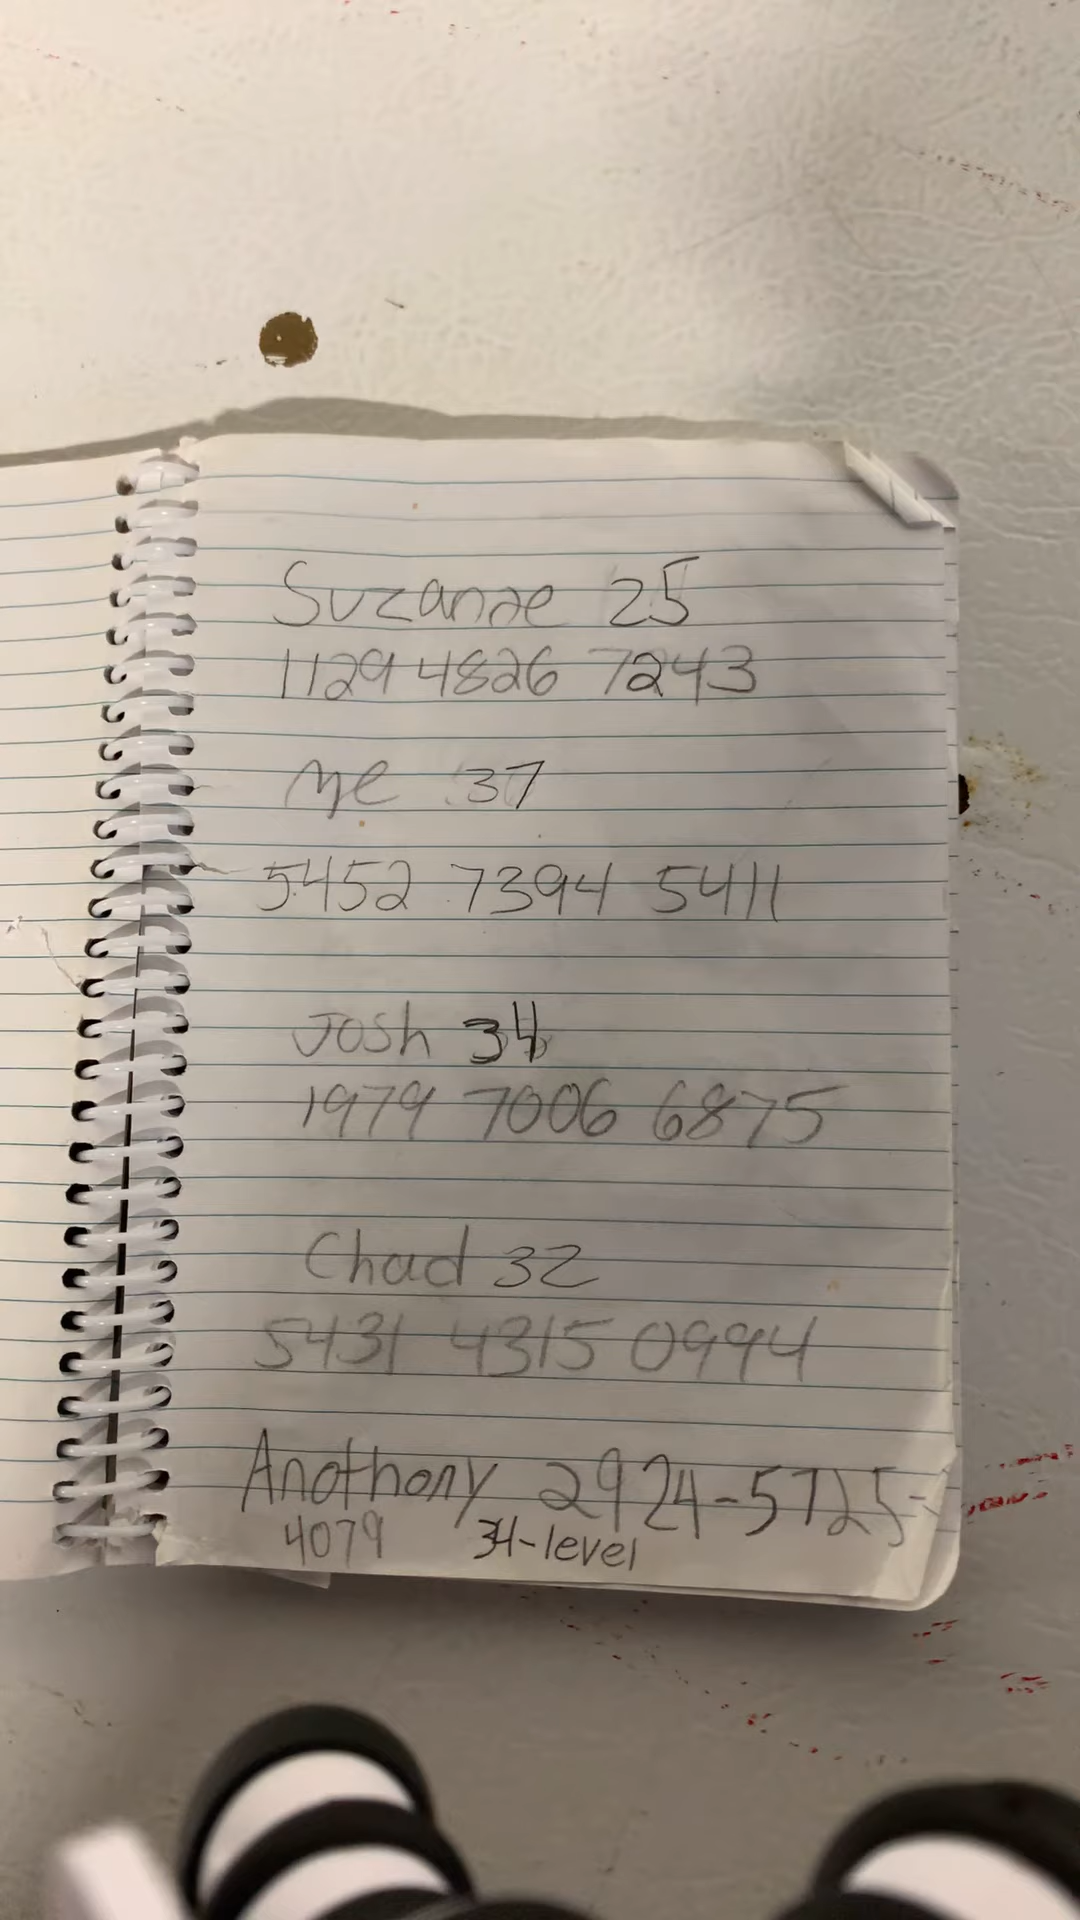 Suzanne 25
1129 4826 7243
me 37
5452 7394 5411
Josh 34
1979 7006 6875
Chad 32
5431 4315 0994
Anothony 2924-5725-
4079 34-level